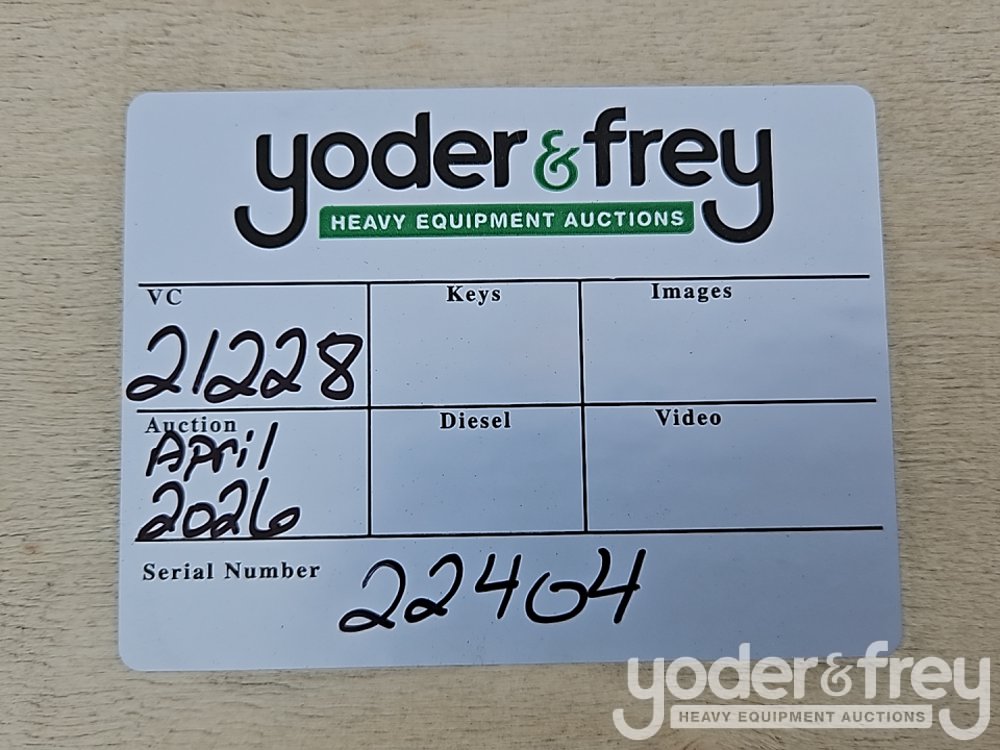 yoder & frey
HEAVY EQUIPMENT AUCTIONS
VC
Keys
Images
21228
Auction
Diesel
Video
April
2026
Serial Number
22404
yoder & frey
HEAVY EQUIPMENT AUCTIONS